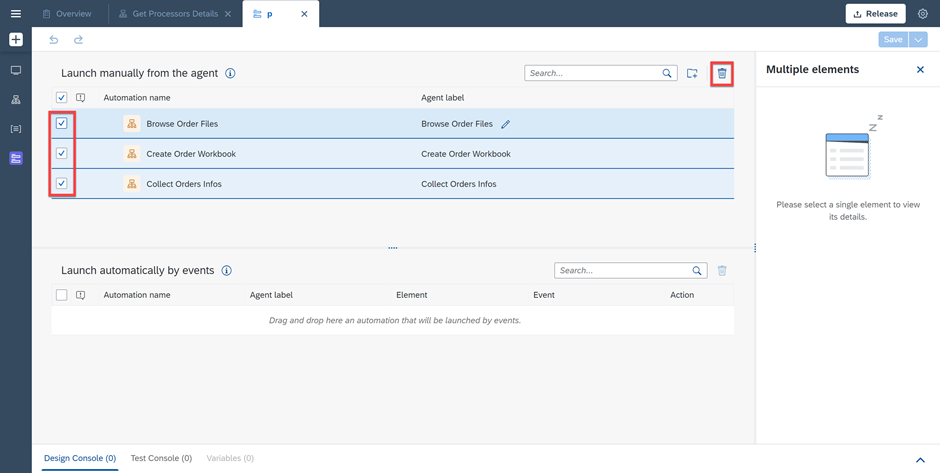 Overview
Get Processors Details
p
Release
Save
Launch manually from the agent
Search...
Automation name Agent label
Browse Order Files Browse Order Files
Create Order Workbook Create Order Workbook
Collect Orders Infos Collect Orders Infos
Launch automatically by events
Search...
Automation name Agent label Element Event Action
Drag and drop here an automation that will be launched by events.
Multiple elements
Z
Z
Please select a single element to view
its details.
Design Console (0) Test Console (0) Variables (0)